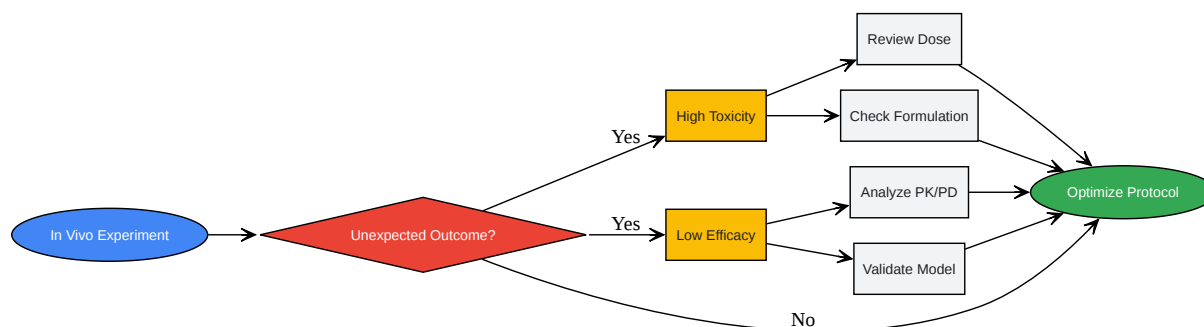 In Vivo Experiment
Unexpected Outcome?
Yes
High Toxicity
Review Dose
Check Formulation
Yes
Low Efficacy
Analyze PK/PD
Validate Model
No
Optimize Protocol